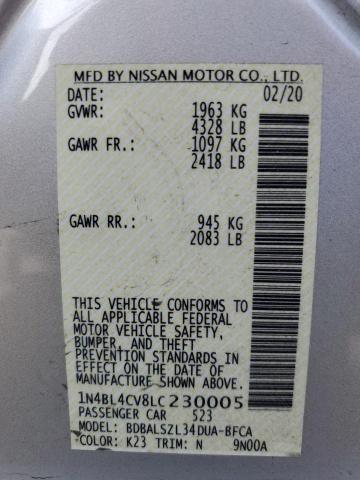 MFD BY NISSAN MOTOR CO., LTD.
DATE: 02/20
GVWR: 1963 KG
4328 LB
GAWR FR.: 1097 KG
2418 LB
GAWR RR.: 945 KG
2083 LB
THIS VEHICLE CONFORMS TO
ALL APPLICABLE FEDERAL
MOTOR VEHICLE SAFETY,
BUMPER, AND THEFT
PREVENTION STANDARDS IN
EFFECT ON THE DATE OF
MANUFACTURE SHOWN ABOVE.
1N4BL4CV8LC230005
PASSENGER CAR 523
MODEL: BDBALSZL34DUA-BFCA
COLOR: K23 TRIM: N 9N00A